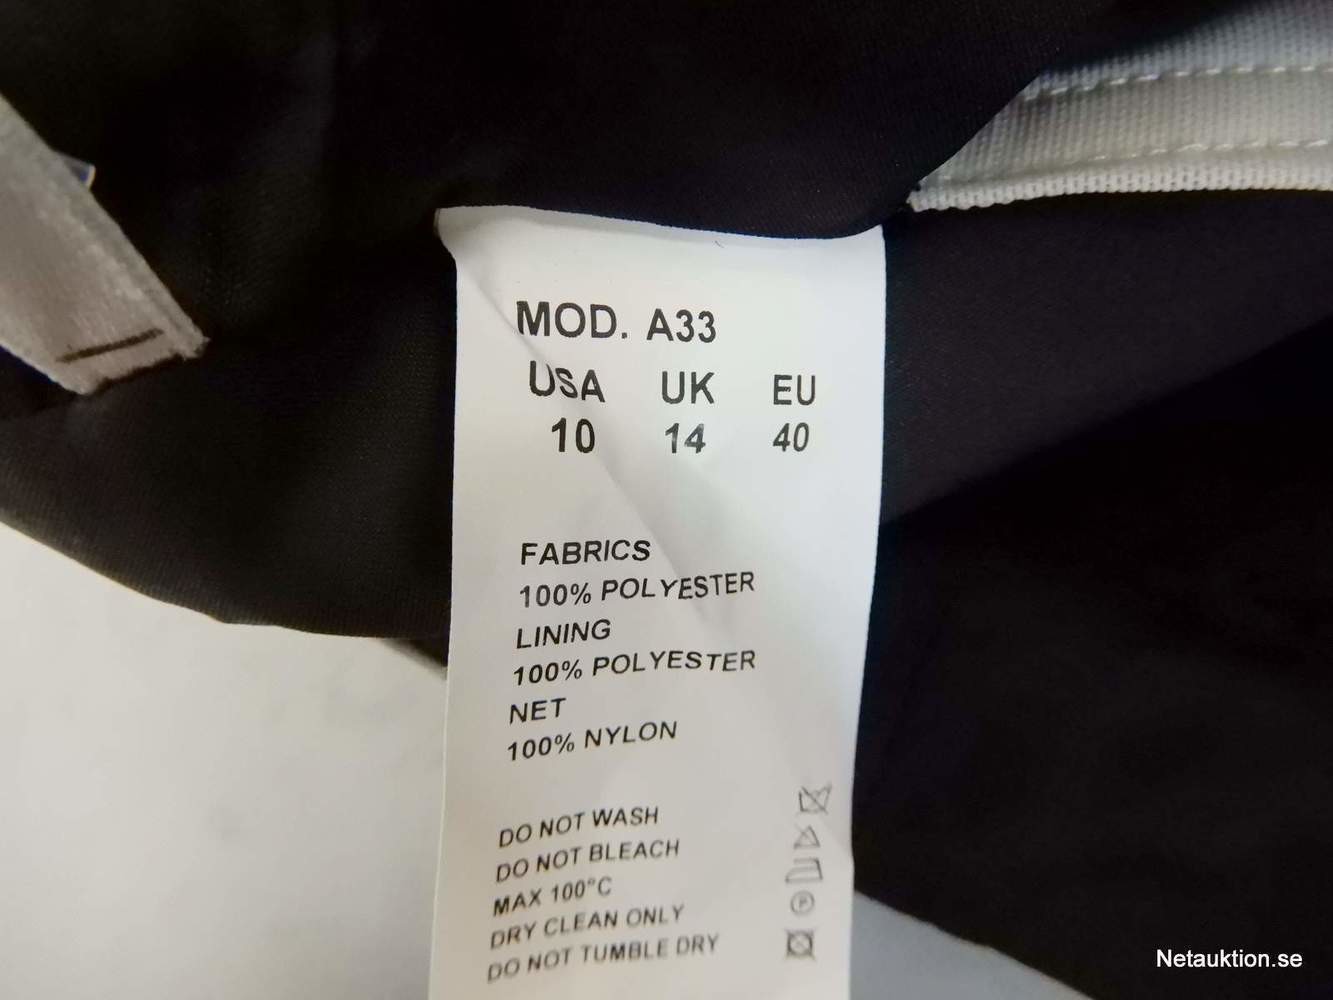 MOD. A33
USA UK EU
10 14 40
FABRICS
100% POLYESTER
LINING
100% POLYESTER
NET
100% NYLON
DO NOT WASH
DO NOT BLEACH
MAX 100°C
DRY CLEAN ONLY
P
DO NOT TUMBLE DRY
Netauktion.se